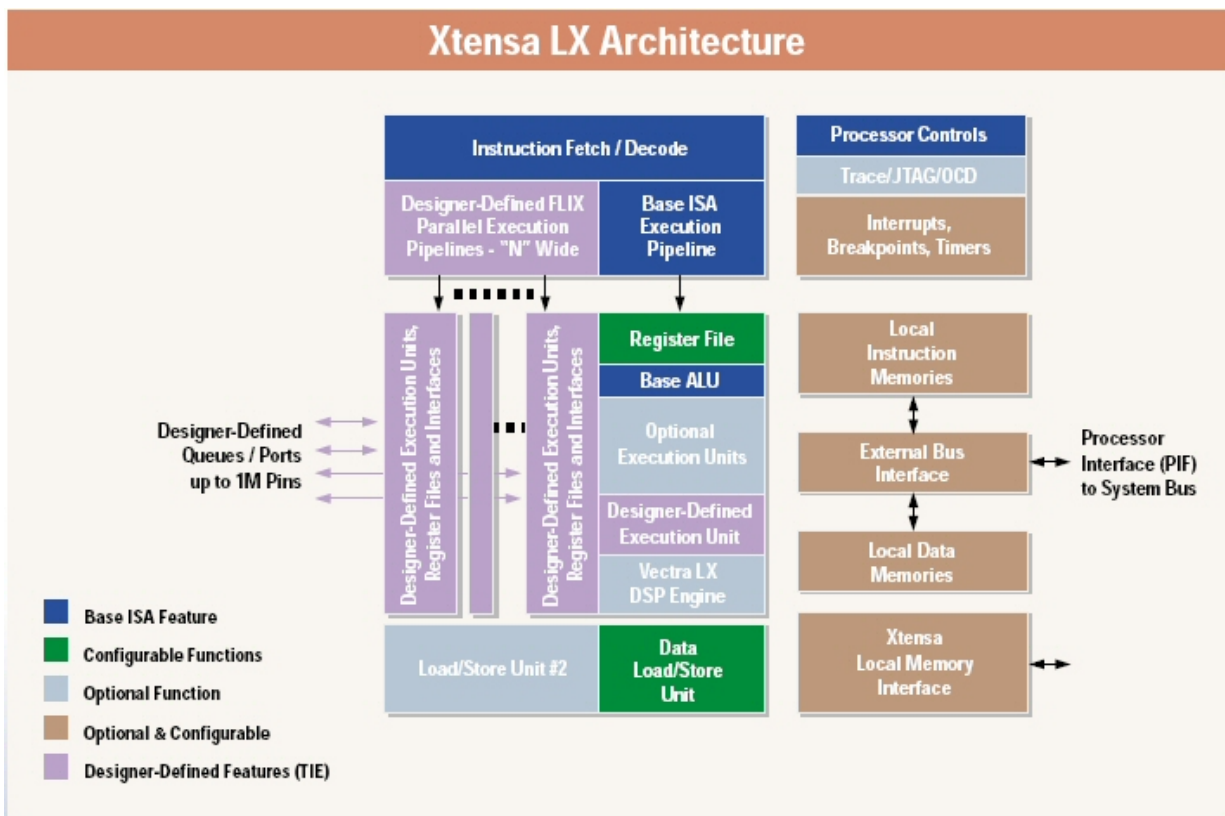 Xtensa LX Architecture
Instruction Fetch / Decode
Designer-Defined FLIX
Parallel Execution
Pipelines - "N" Wide
Base ISA
Execution
Pipeline
Processor Controls
Trace/JTAG/OCD
Interrupts,
Breakpoints, Timers
Designer-Defined Execution Units,
Register Files and Interfaces
Designer-Defined Execution Units,
Register Files and Interfaces
Register File
Base ALU
Optional
Execution Units
Designer-Defined
Execution Unit
Vectra LX
DSP Engine
Load/Store Unit #2
Data
Load/Store
Unit
Local
Instruction
Memories
External Bus
Interface
Local Data
Memories
Xtensa
Local Memory
Interface
Designer-Defined
Queues / Ports
up to 1M Pins
Processor
Interface (PIF)
to System Bus
Base ISA Feature
Configurable Functions
Optional Function
Optional & Configurable
Designer-Defined Features (TIE)